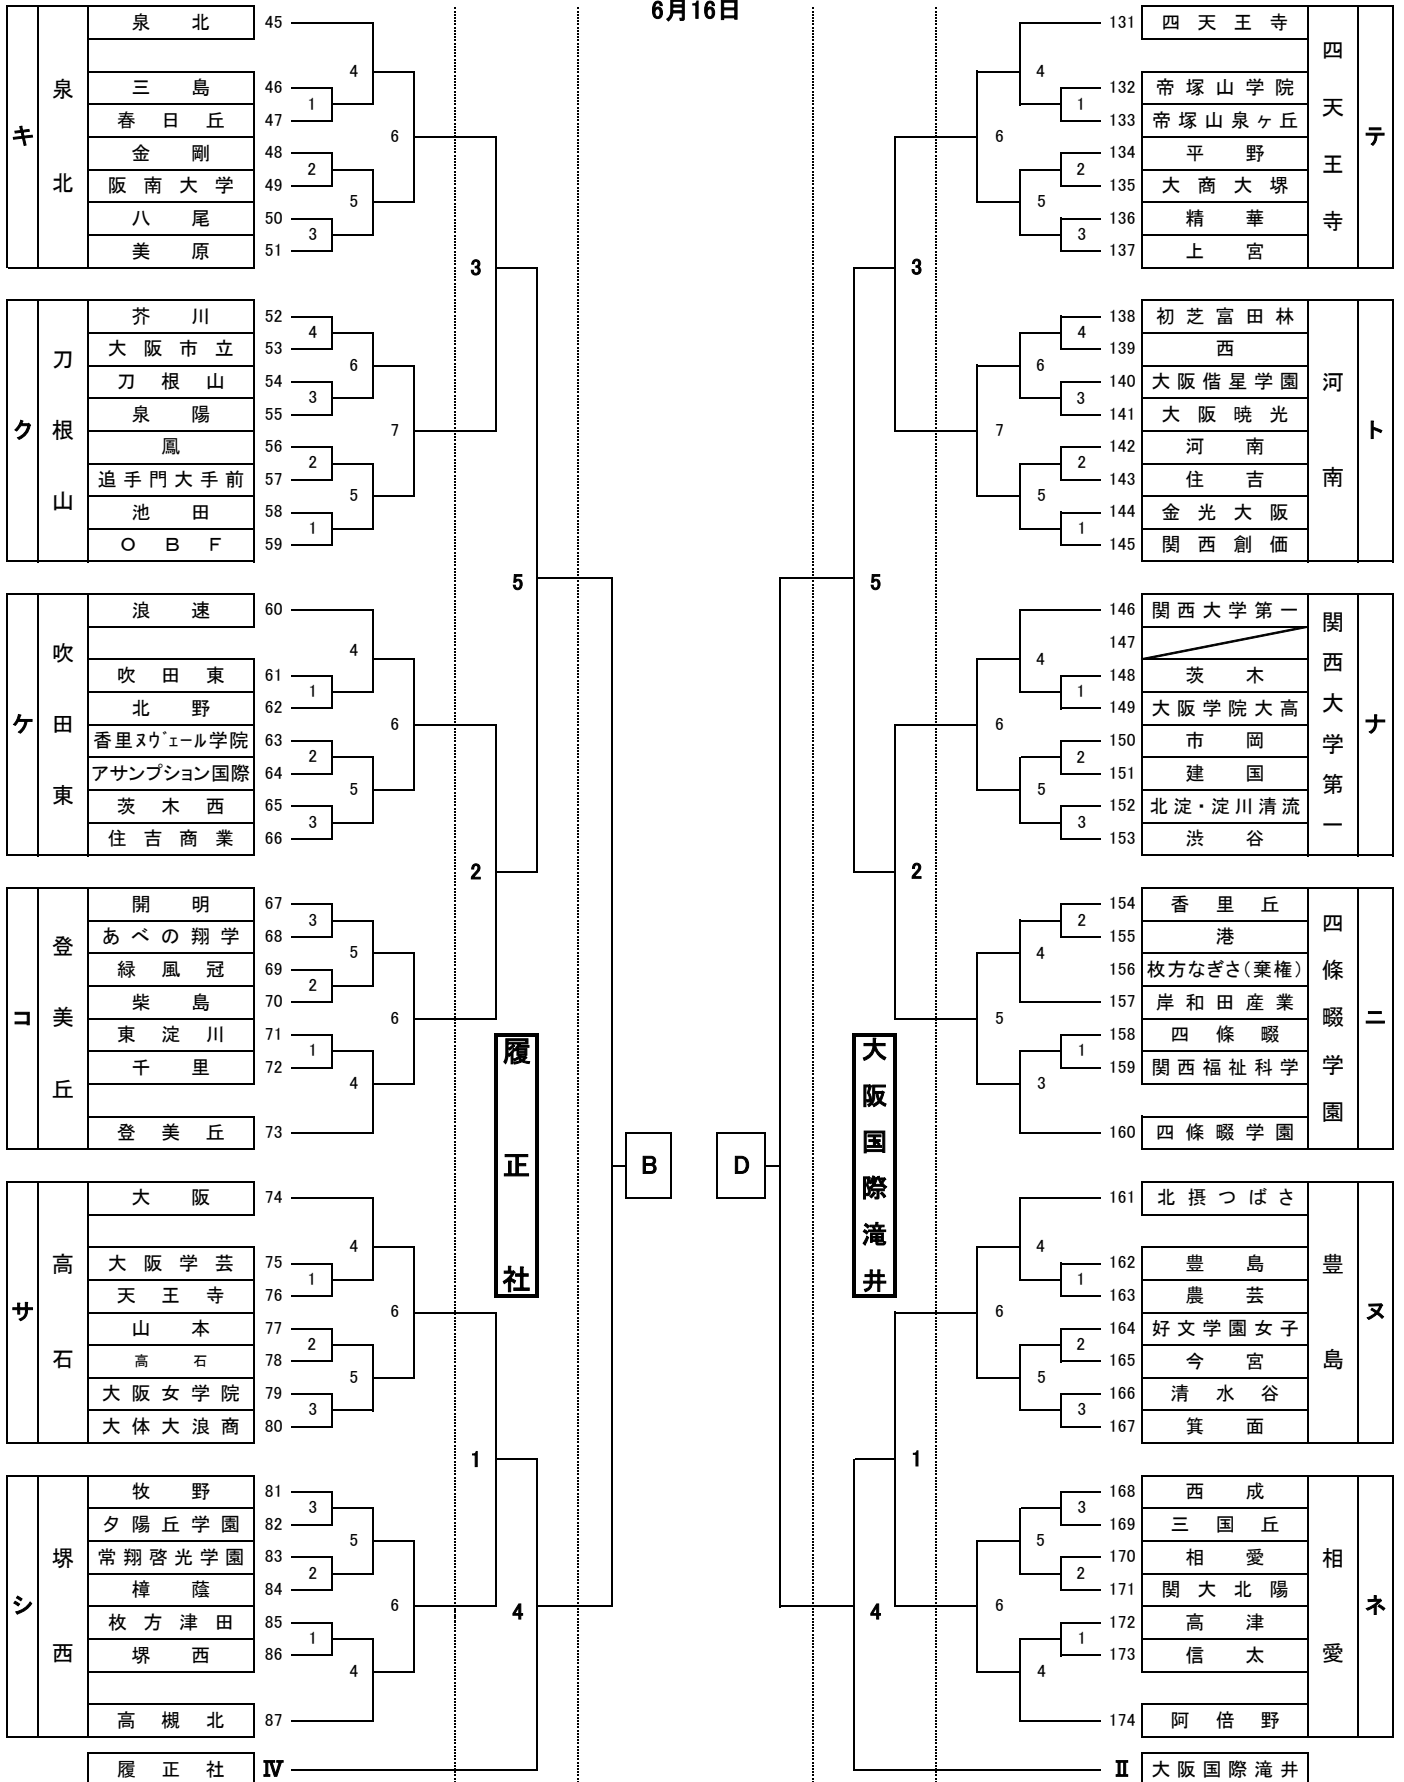 6月16日
キ
泉北
泉北 45
三島 46
春日丘 47
金剛 48
阪南大学 49
八尾 50
美原 51
4
1
2
3
5
6
ク
刀根山
芥川 52
大阪市立 53
刀根山 54
泉陽 55
鳳 56
追手門大手前 57
池田 58
OBF 59
4
3
2
1
6
5
7
3
ケ
吹田東
浪速 60
吹田東 61
北野 62
香里ヌヴェール学院 63
アサンプション国際 64
茨木西 65
住吉商業 66
4
1
2
3
5
6
コ
登美丘
開明 67
あべの翔学 68
緑風冠 69
柴島 70
東淀川 71
千里 72
登美丘 73
3
2
1
5
4
6
2
5
サ
高石
大阪 74
大阪学芸 75
天王寺 76
山本 77
高石 78
大阪女学院 79
大体大浪商 80
4
1
2
3
5
6
シ
堺西
牧野 81
夕陽丘学園 82
常翔啓光学園 83
樟蔭 84
枚方津田 85
堺西 86
高槻北 87
3
2
1
5
4
6
1
4
履正社 Ⅳ
履正社
B
D
大阪国際滝井
131 四天王寺
132 帝塚山学院
133 帝塚山泉ヶ丘
134 平野
135 大商大堺
136 精華
137 上宮
四天王寺
テ
4
1
2
3
5
6
138 初芝富田林
139 西
140 大阪偕星学園
141 大阪暁光
142 河南
143 住吉
144 金光大阪
145 関西創価
河南
ト
4
3
2
1
6
5
7
3
146 関西大学第一
147
148 茨木
149 大阪学院大高
150 市岡
151 建国
152 北淀・淀川清流
153 渋谷
関西大学第一
ナ
4
1
2
3
5
6
154 香里丘
155 港
156 枚方なぎさ(棄権)
157 岸和田産業
158 四條畷
159 関西福祉科学
160 四條畷学園
四條畷学園
ニ
2
4
1
3
5
2
5
161 北摂つばさ
162 豊島
163 農芸
164 好文学園女子
165 今宮
166 清水谷
167 箕面
豊島
ヌ
4
1
2
3
5
6
168 西成
169 三国丘
170 相愛
171 関大北陽
172 高津
173 信太
174 阿倍野
相愛
ネ
3
2
1
5
4
6
1
4
Ⅱ 大阪国際滝井